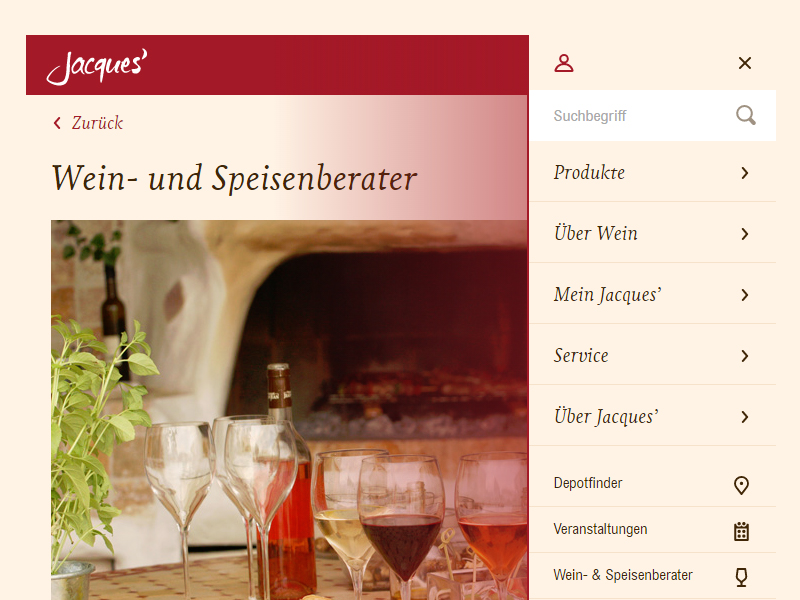 Jacques’
Zurück
Wein- und Speisenberater
Suchbegriff
Produkte
Über Wein
Mein Jacques’
Service
Über Jacques’
Depotfinder
Veranstaltungen
Wein- & Speisenberater